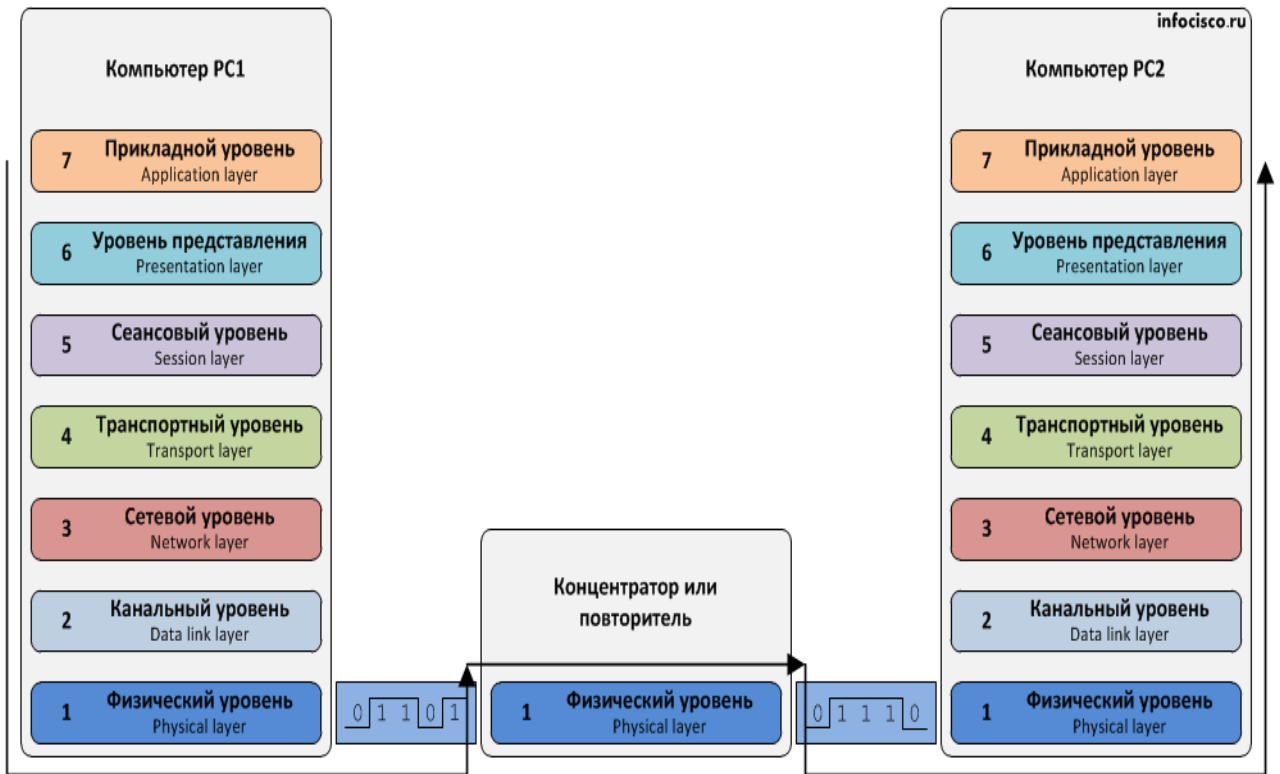 infocisco.ru
Компьютер PC1
7
Прикладной уровень
Application layer
6
Уровень представления
Presentation layer
5
Сеансовый уровень
Session layer
4
Транспортный уровень
Transport layer
3
Сетевой уровень
Network layer
2
Канальный уровень
Data link layer
1
Физический уровень
Physical layer
0 1 1 0 1
Концентратор или
повторитель
1
Физический уровень
Physical layer
0 1 1 1 0
Компьютер PC2
7
Прикладной уровень
Application layer
6
Уровень представления
Presentation layer
5
Сеансовый уровень
Session layer
4
Транспортный уровень
Transport layer
3
Сетевой уровень
Network layer
2
Канальный уровень
Data link layer
1
Физический уровень
Physical layer